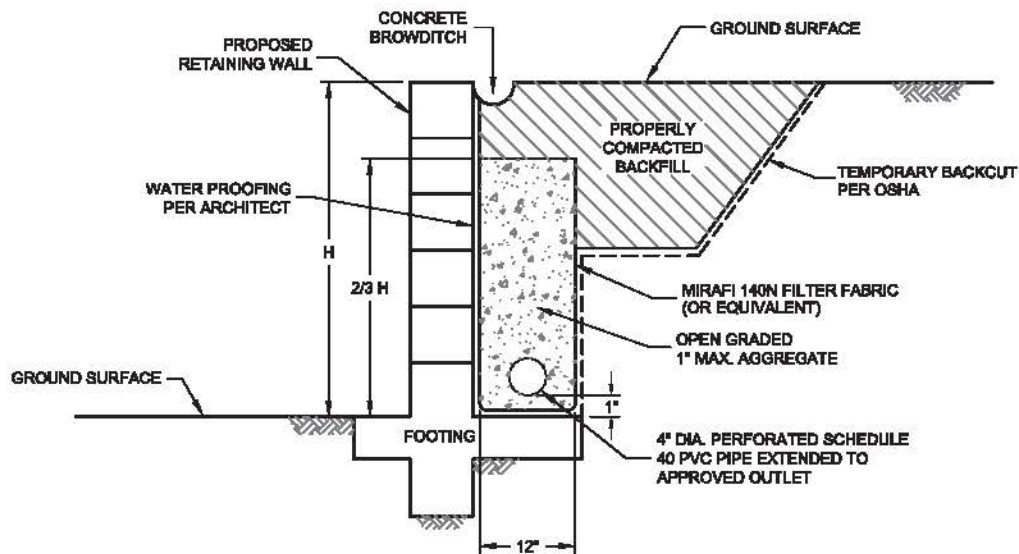 CONCRETE
BROWDITCH
GROUND SURFACE
PROPOSED
RETAINING WALL
PROPERLY
COMPACTED
BACKFILL
TEMPORARY BACKCUT
PER OSHA
WATER PROOFING
PER ARCHITECT
H
2/3 H
MIRAFI 140N FILTER FABRIC
(OR EQUIVALENT)
OPEN GRADED
1" MAX. AGGREGATE
GROUND SURFACE
1"
FOOTING
4" DIA. PERFORATED SCHEDULE
40 PVC PIPE EXTENDED TO
APPROVED OUTLET
12"